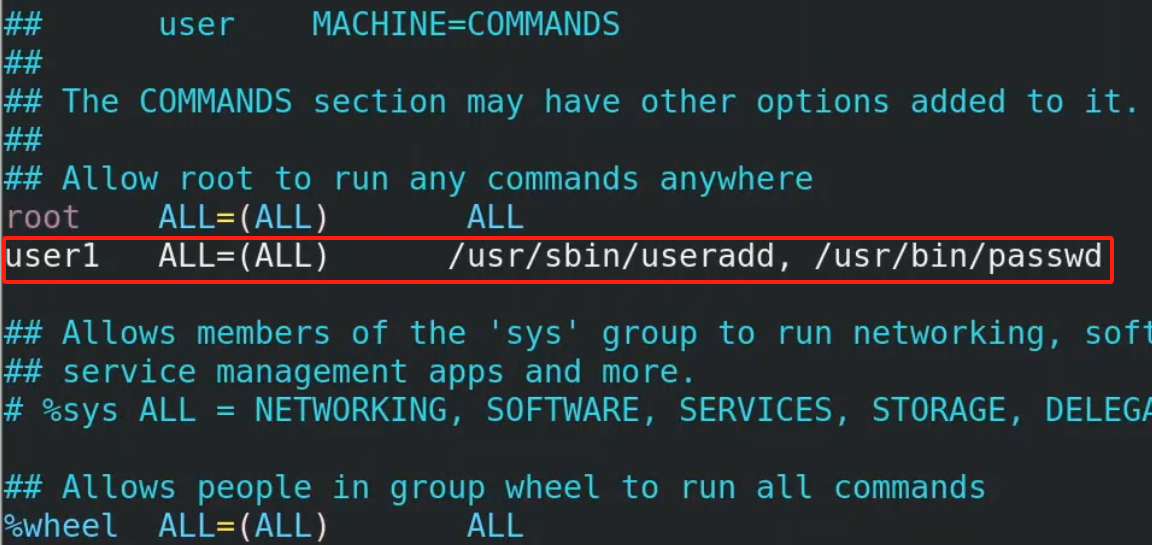 ##      user    MACHINE=COMMANDS
##
## The COMMANDS section may have other options added to it.
##
## Allow root to run any commands anywhere
root    ALL=(ALL)       ALL
user1   ALL=(ALL)      /usr/sbin/useradd, /usr/bin/passwd
## Allows members of the 'sys' group to run networking,
## service management apps and more.
# %sys ALL = NETWORKING, SOFTWARE, SERVICES, STORAGE,
## Allows people in group wheel to run all commands
%wheel  ALL=(ALL)       ALL